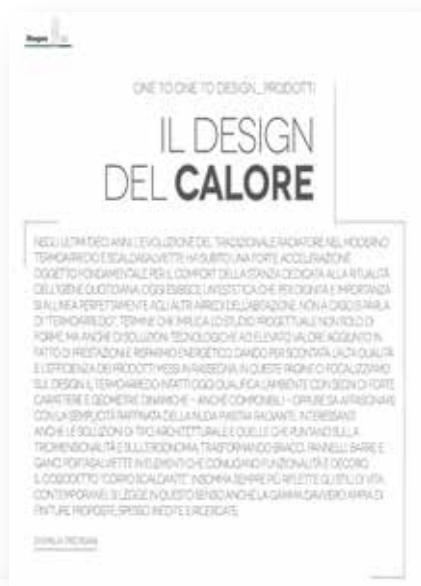 Bagno
ONE TO ONE TO DESIGN_PRODOTTI
IL DESIGN
DEL CALORE
NEGLI ULTIMI DIECI ANNI L'EVOLUZIONE DEL TRADIZIONALE RADIATORE NEL MODERNO
TERMOARREDO E SCALDASALVIETTE HA SUBITO UNA FORTE ACCELERAZIONE.
OGGETTO FONDAMENTALE PER IL COMFORT DELLA STANZA DEDICATA ALLA RITUALITÀ
DELL'IGIENE QUOTIDIANA, OGGI ESIBISCE UN'ESTETICA CHE PER DIGNITÀ E IMPORTANZA
SI ALLINEA PERFETTAMENTE AGLI ALTRI ARREDI DELL'ABITAZIONE. NON A CASO SI PARLA
DI "TERMOARREDO", TERMINE CHE IMPLICA LO STUDIO PROGETTUALE NON SOLO DI
FORME, MA ANCHE DI SOLUZIONI TECNOLOGICHE AD ELEVATO VALORE AGGIUNTO IN
FATTO DI PRESTAZIONI E RISPARMIO ENERGETICO. DANDO PER SCONTATA L'ALTA QUALITÀ
E L'EFFICIENZA DEI PRODOTTI MESSI IN RASSEGNA, IN QUESTE PAGINE CI FOCALIZZIAMO
SUL DESIGN. IL TERMOARREDO INFATTI OGGI QUALIFICA L'AMBIENTE CON SEGNI DI FORTE
CARATTERE E GEOMETRIE DINAMICHE – ANCHE COMPONIBILI – OPPURE SA AFFASCINARE
CON LA SEMPLICITÀ RAFFINATA DELLA NUDA PIASTRA RADIANTE. INTERESSANTI
ANCHE LE SOLUZIONI DI TIPO ARCHITETTURALE E QUELLE CHE PUNTANO SULLA
TRIDIMENSIONALITÀ E SULL'ERGONOMIA, TRASFORMANDO BRACCI, PANNELLI, BARRE E
GANCI PORTASALVIETTE IN ELEMENTI CHE CONIUGANO FUNZIONALITÀ E DECORO.
IL COSIDDETTO "CORPO SCALDANTE" INSOMMA SEMPRE PIÙ RIFLETTE GLI STILI DI VITA
CONTEMPORANEI. SI LEGGE IN QUESTO SENSO ANCHE LA GAMMA DAVVERO AMPIA DI
FINITURE PROPOSTE, SPESSO INEDITE E RICERCATE.